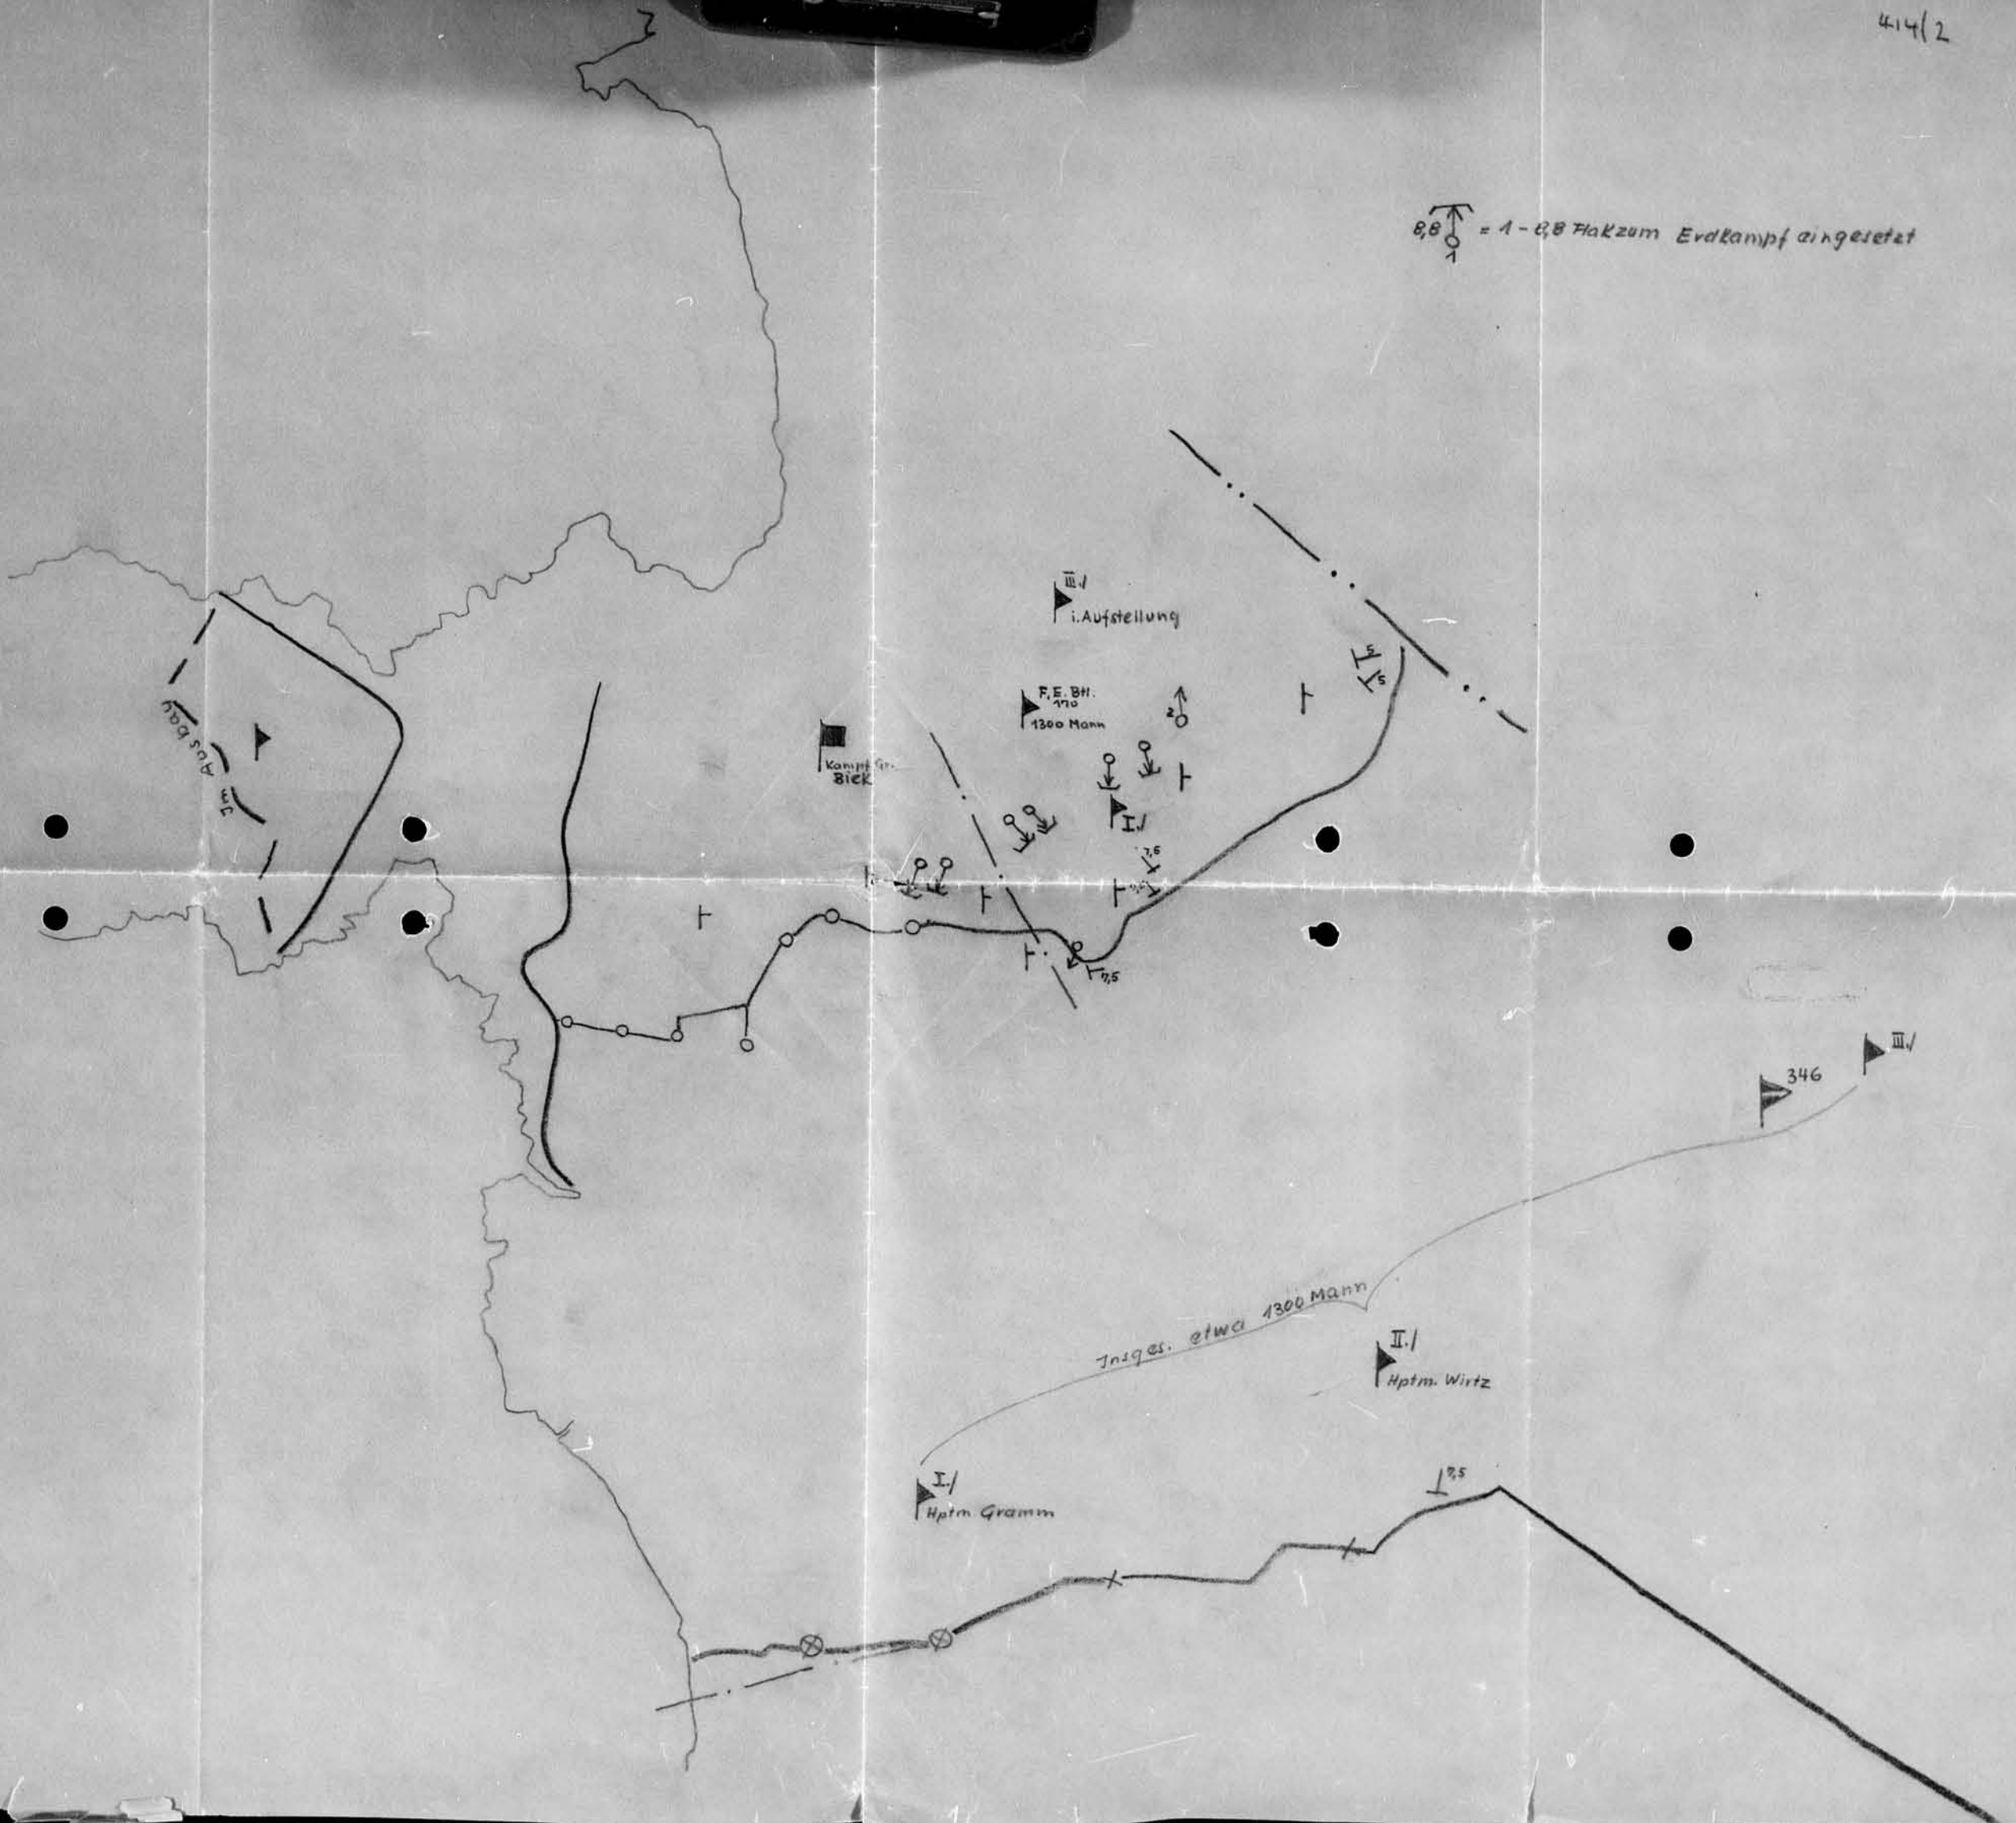 414/2
8,8 1 = 1 - 8,8 Flak zum Erdkampf eingesetzt
III./
i. Aufstellung
5
5
F.E. Btl.
170
1300 Mann
2
Kampf Gr.
Biek
Im Ausbau
I./
7,5
7,5
III./
346
Insges. etwa 1300 Mann
II./
Hptm. Wirtz
7,5
I./
Hptm. Gramm